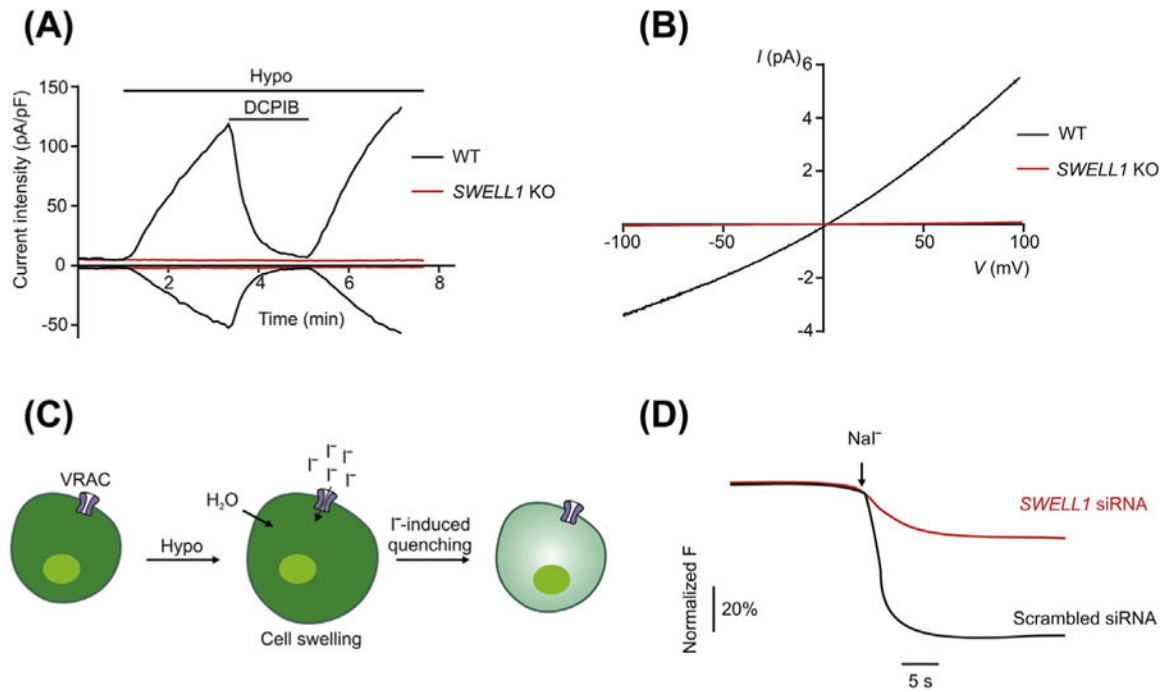 (A)
Hypo
DCPIB
150
100
50
0
-50
Current intensity (pA/pF)
2
4
6
8
Time (min)
WT
SWELL1 KO
(B)
I (pA)
6
4
2
-2
-4
-100
-50
50
100
V (mV)
WT
SWELL1 KO
(C)
VRAC
Hypo
H₂O
I⁻ I⁻ I⁻
I⁻ I⁻
I⁻
Cell swelling
I⁻-induced
quenching
(D)
NaI⁻
SWELL1 siRNA
Scrambled siRNA
Normalized F
20%
5 s